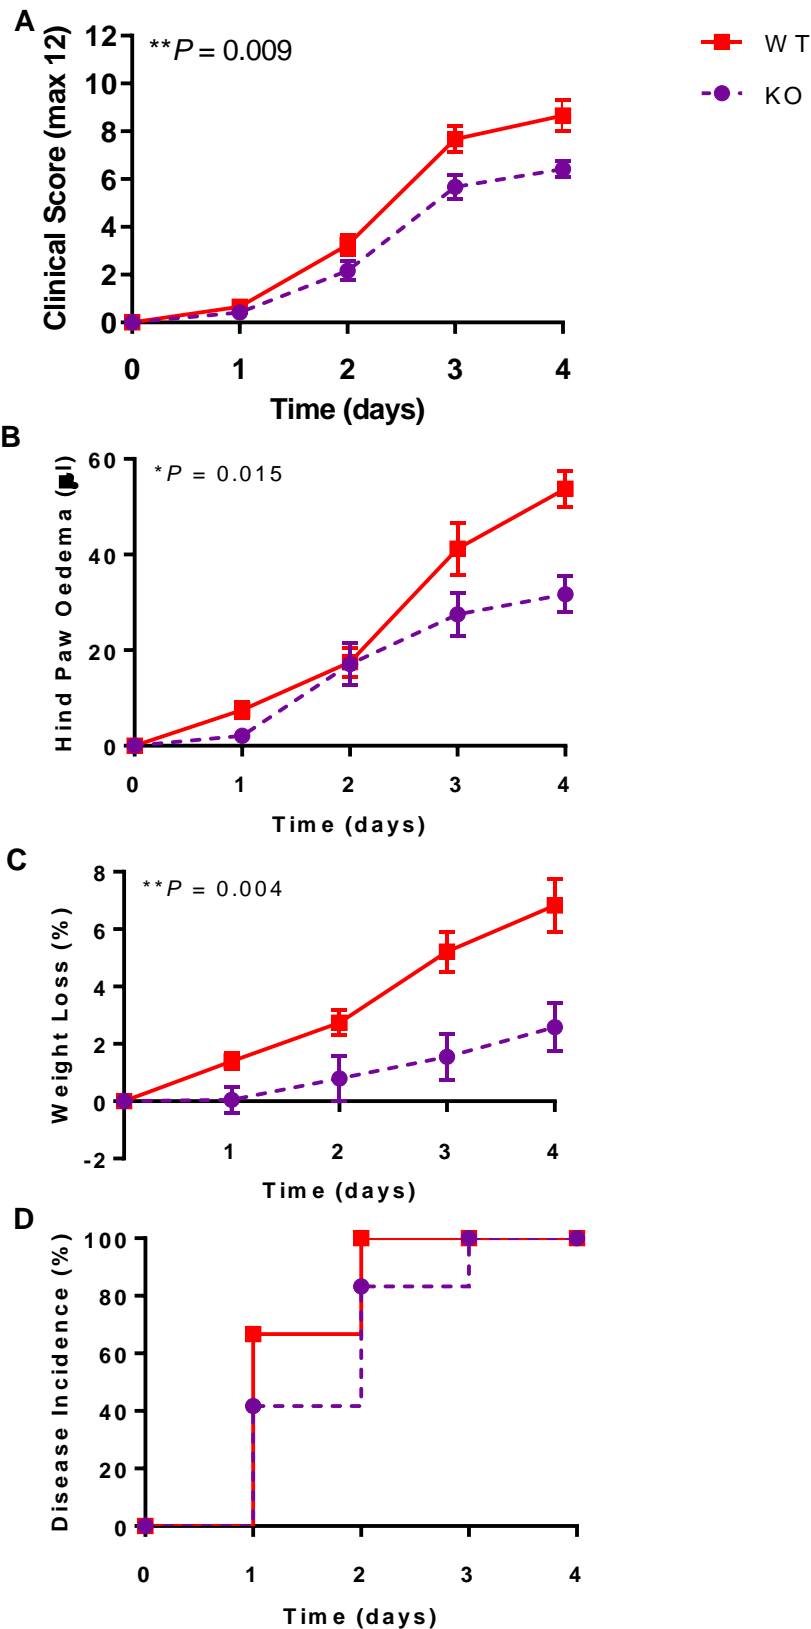 A
**P = 0.009
Clinical Score (max 12)
12
10
8
6
4
2
0
0 1 2 3 4
Time (days)
WT
KO
B
*P = 0.015
Hind Paw Oedema (µl)
60
40
20
0
0 1 2 3 4
Time (days)
C
**P = 0.004
Weight Loss (%)
8
6
4
2
0
-2
1 2 3 4
Time (days)
D
Disease Incidence (%)
100
80
60
40
20
0
0 1 2 3 4
Time (days)